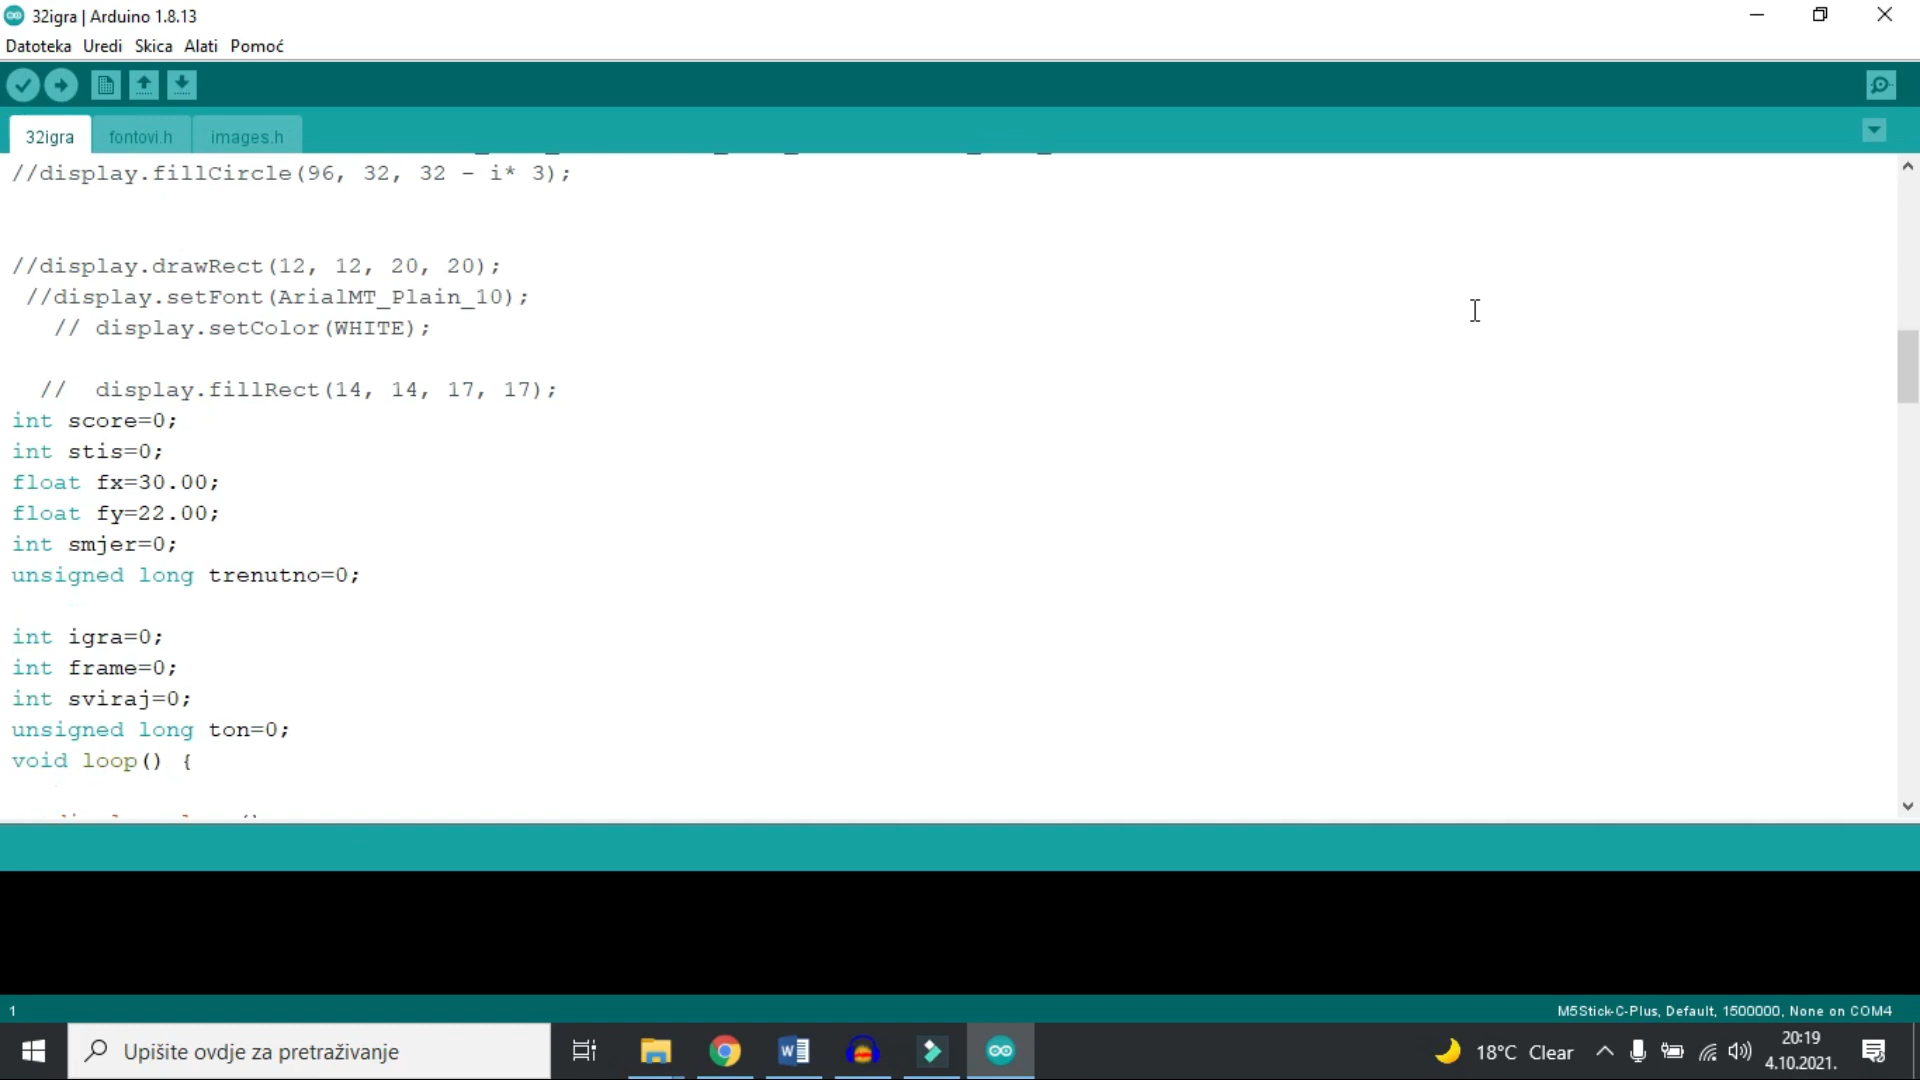 32igra | Arduino 1.8.13
Datoteka Uredi Skica Alati Pomoć
32igra fontovi.h images.h
//display.fillCircle(96, 32, 32 - i* 3);
//display.drawRect(12, 12, 20, 20);
//display.setFont(ArialMT_Plain_10);
// display.setColor(WHITE);
//  display.fillRect(14, 14, 17, 17);
int score=0;
int stis=0;
float fx=30.00;
float fy=22.00;
int smjer=0;
unsigned long trenutno=0;
int igra=0;
int frame=0;
int sviraj=0;
unsigned long ton=0;
void loop() {
1 M5Stick-C-Plus, Default, 1500000, None on COM4
Upišite ovdje za pretraživanje
18°C Clear
20:19
4.10.2021.